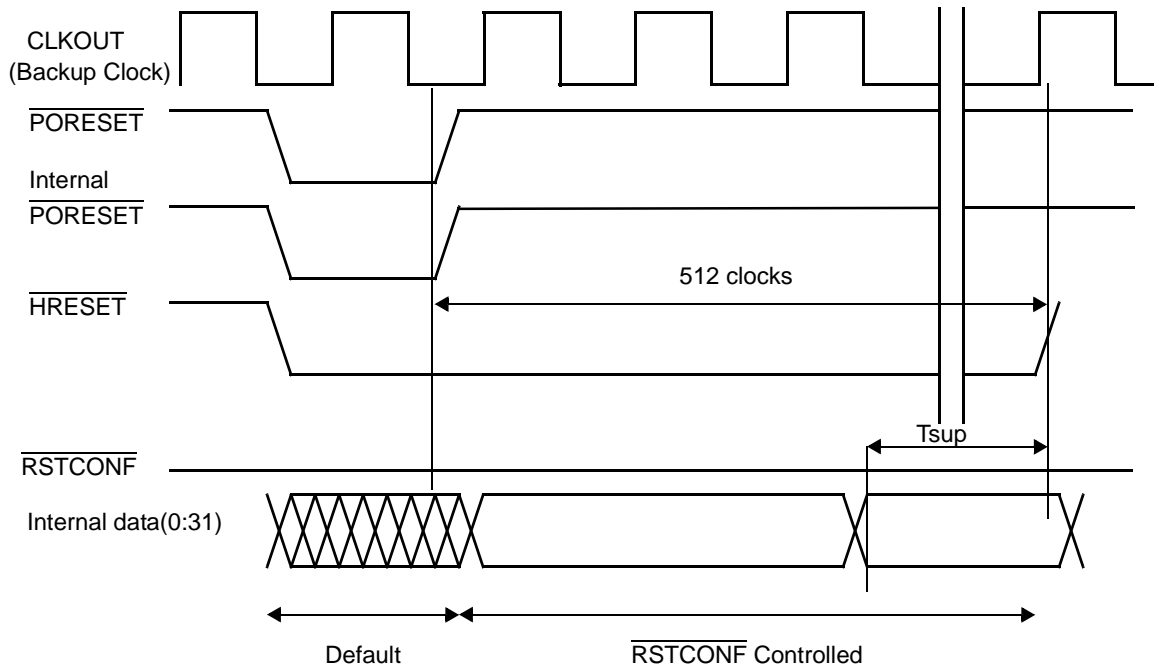 CLKOUT
(Backup Clock)
PORESET
Internal
PORESET
512 clocks
HRESET
Tsup
RSTCONF
Internal data(0:31)
Default
RSTCONF Controlled